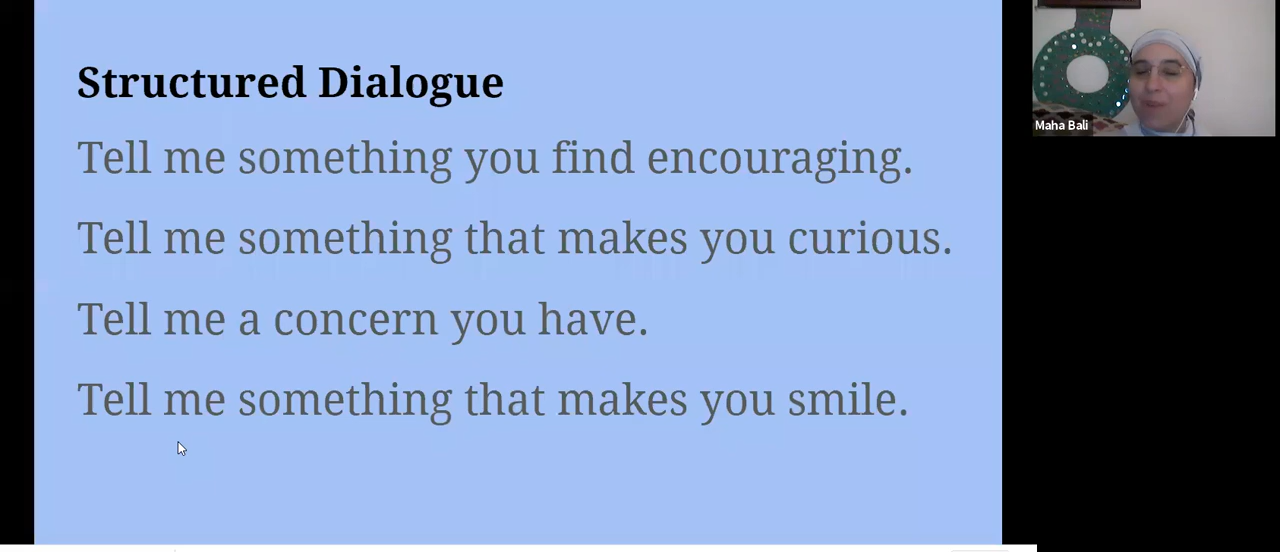 Structured Dialogue
Tell me something you find encouraging.
Tell me something that makes you curious.
Tell me a concern you have.
Tell me something that makes you smile.
Maha Bali